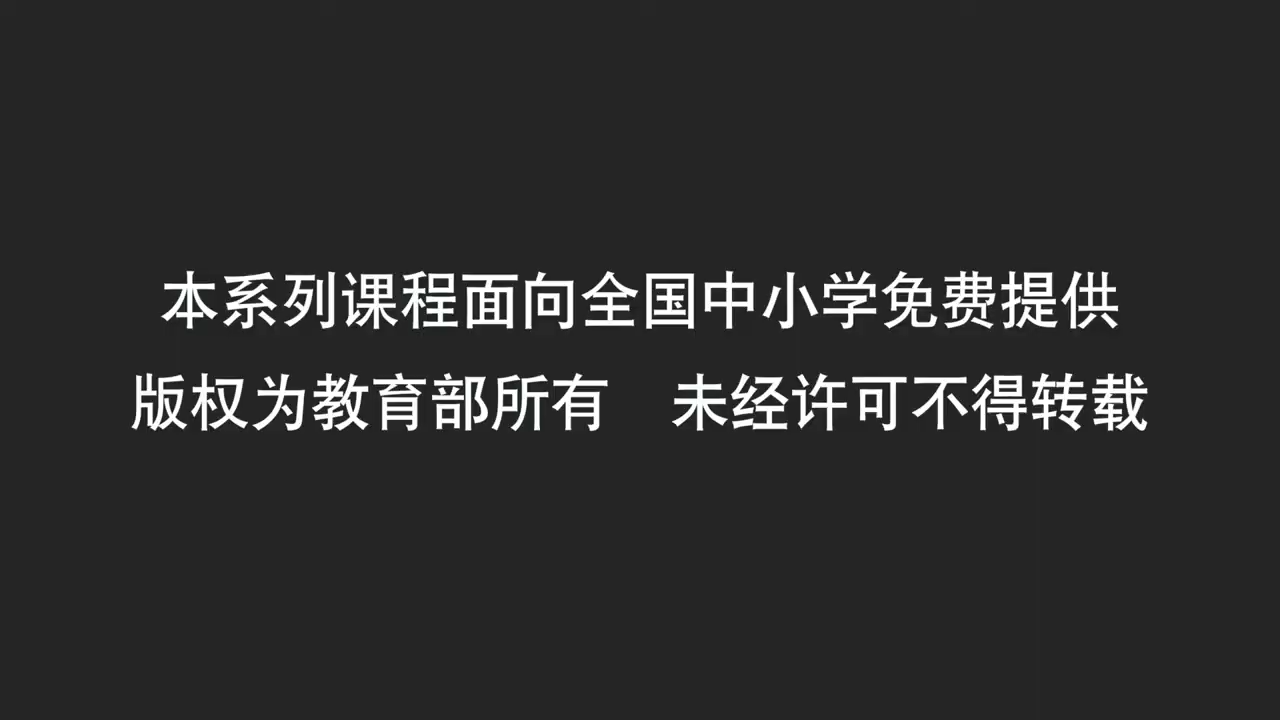 本系列课程面向全国中小学免费提供
版权为教育部所有 未经许可不得转载